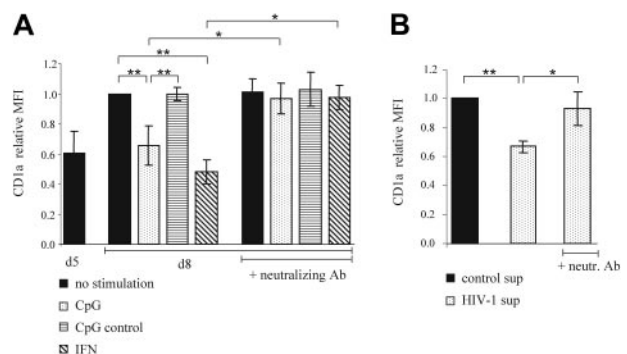 A
CD1a relative MFI
1.2
1.0
0.8
0.6
0.4
0.2
0.0
** ** ** * *
d5
d8
+ neutralizing Ab
no stimulation
CpG
CpG control
IFN
B
CD1a relative MFI
1.2
1.0
0.8
0.6
0.4
0.2
0.0
** *
+ neutr. Ab
control sup
HIV-1 sup